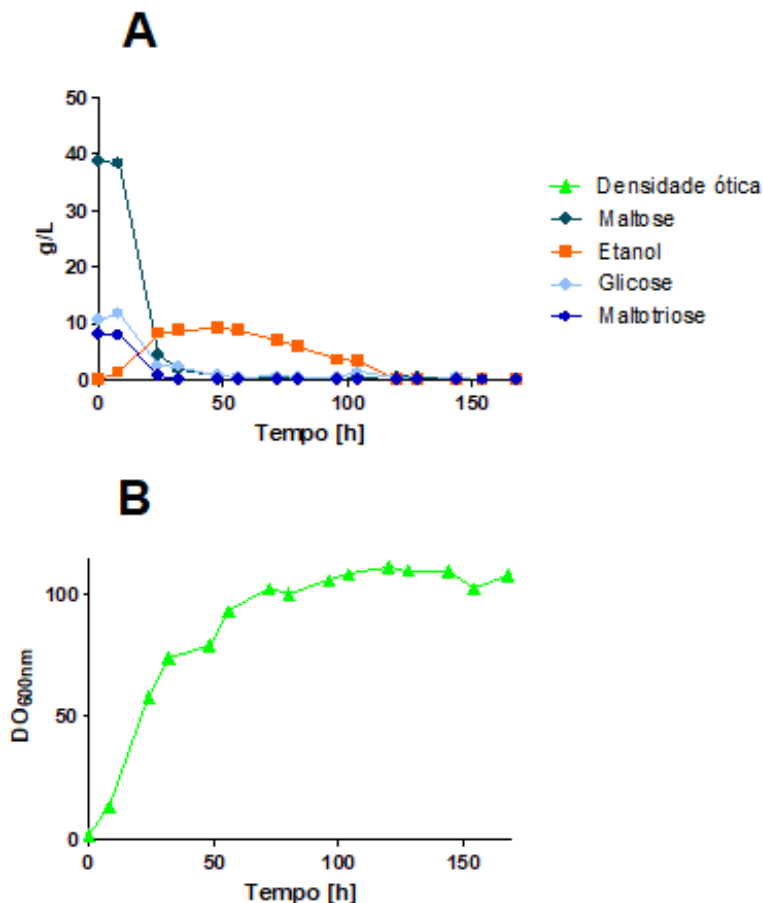 A
50
40
30
20
10
0
g/L
0 50 100 150
Tempo [h]
Densidade ótica
Maltose
Etanol
Glicose
Maltotriose
B
100
50
0
DO600nm
0 50 100 150
Tempo [h]